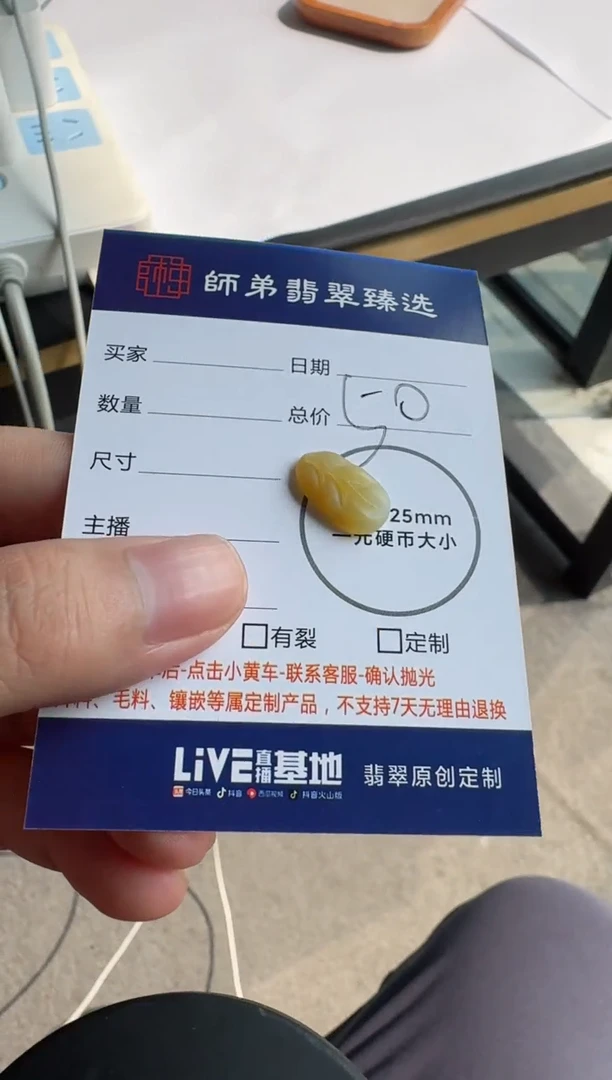 師弟翡翠臻选
买家 日期
数量 总价 50
尺寸
25mm
一元硬币大小
主播
有裂 定制
后-点击小黄车-联系客服-确认抛光
、毛料、镶嵌等属定制产品，不支持7天无理由退换
LiVE直播基地 翡翠原创定制
今日头条 抖音 西瓜视频 抖音火山版